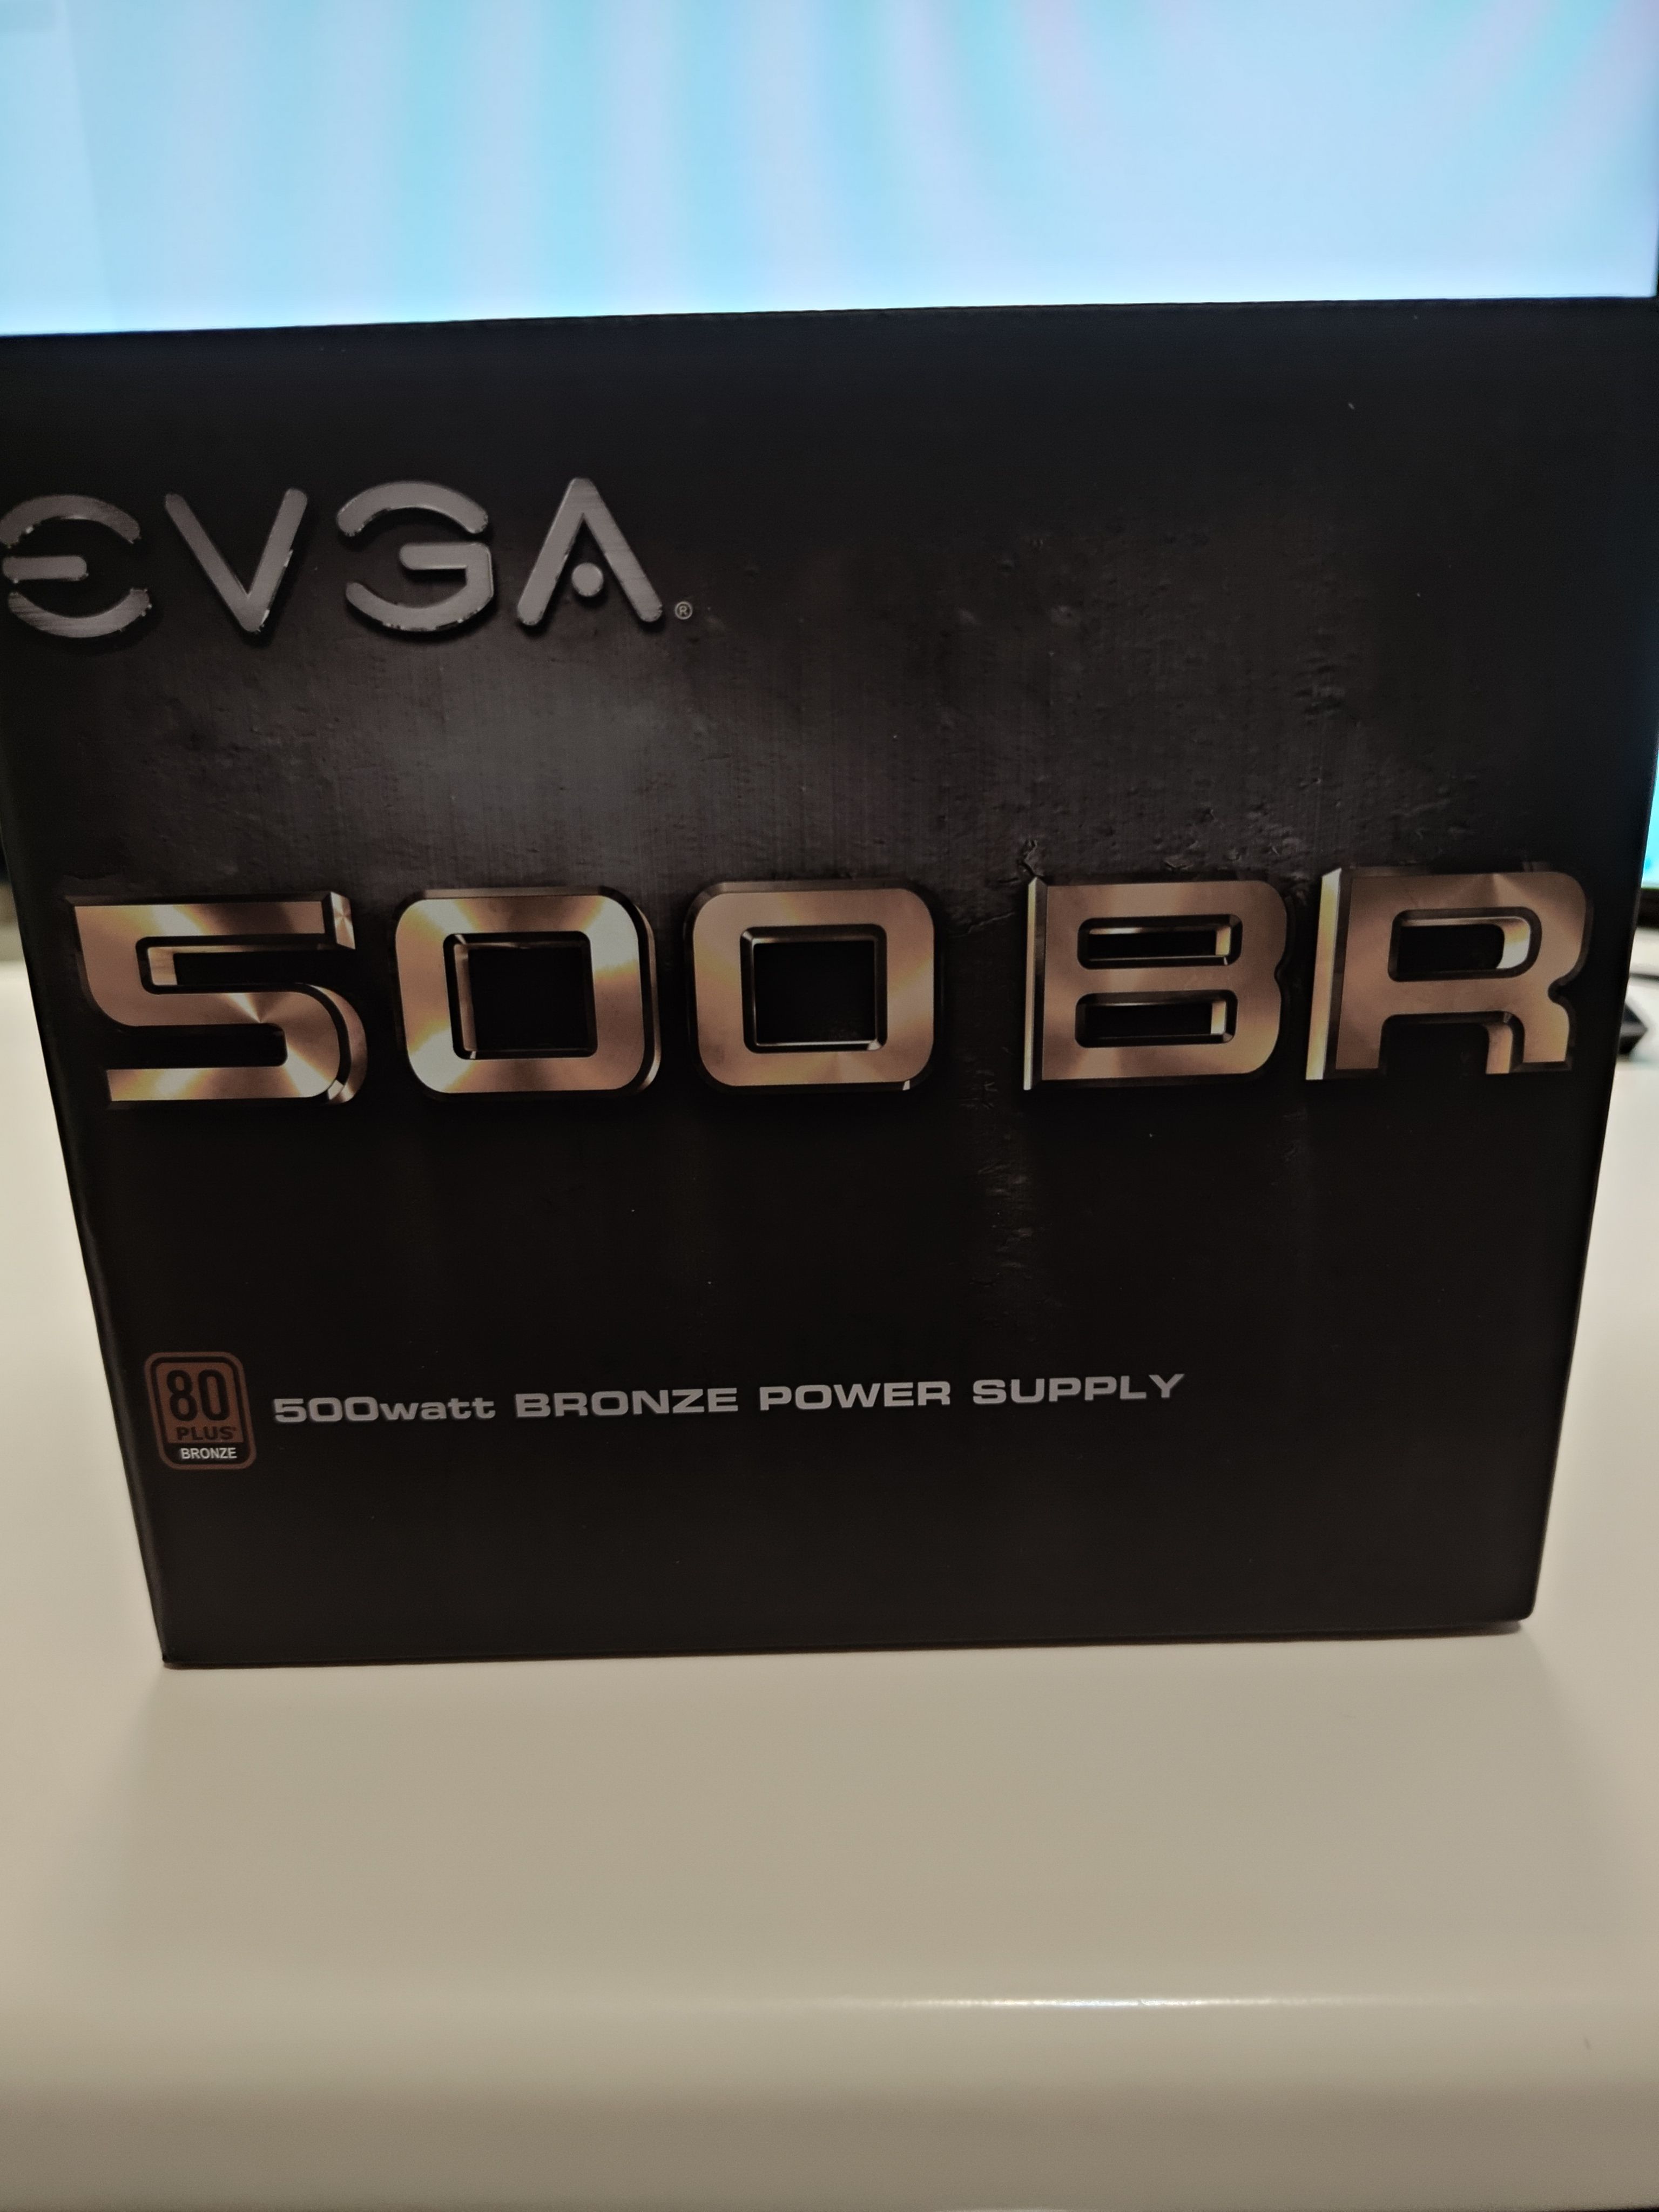 EVGA®
500 BR
80
PLUS®
BRONZE
500watt BRONZE POWER SUPPLY